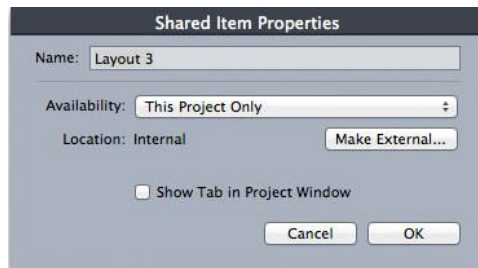 Shared Item Properties
Name: Layout 3
Availability: This Project Only
Location: Internal Make External...
Show Tab in Project Window
Cancel OK